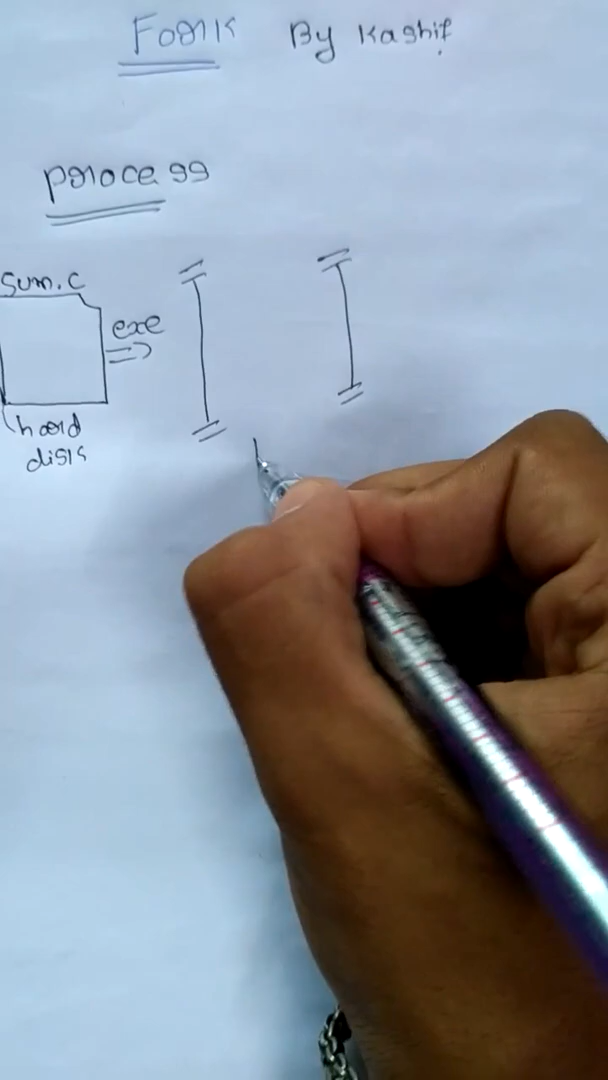 Fork By Kashif
process
sum.c
exe
hard
disk